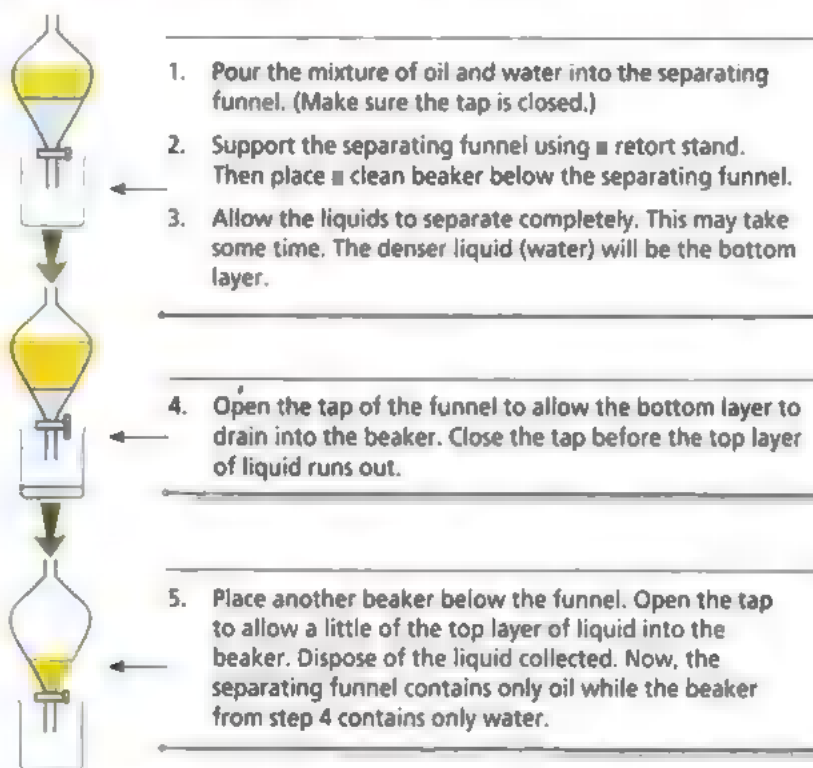 1. Pour the mixture of oil and water into the separating
funnel. (Make sure the tap is closed.)
2. Support the separating funnel using ■ retort stand.
Then place ■ clean beaker below the separating funnel.
3. Allow the liquids to separate completely. This may take
some time. The denser liquid (water) will be the bottom
layer.
4. Open the tap of the funnel to allow the bottom layer to
drain into the beaker. Close the tap before the top layer
of liquid runs out.
5. Place another beaker below the funnel. Open the tap
to allow a little of the top layer of liquid into the
beaker. Dispose of the liquid collected. Now, the
separating funnel contains only oil while the beaker
from step 4 contains only water.